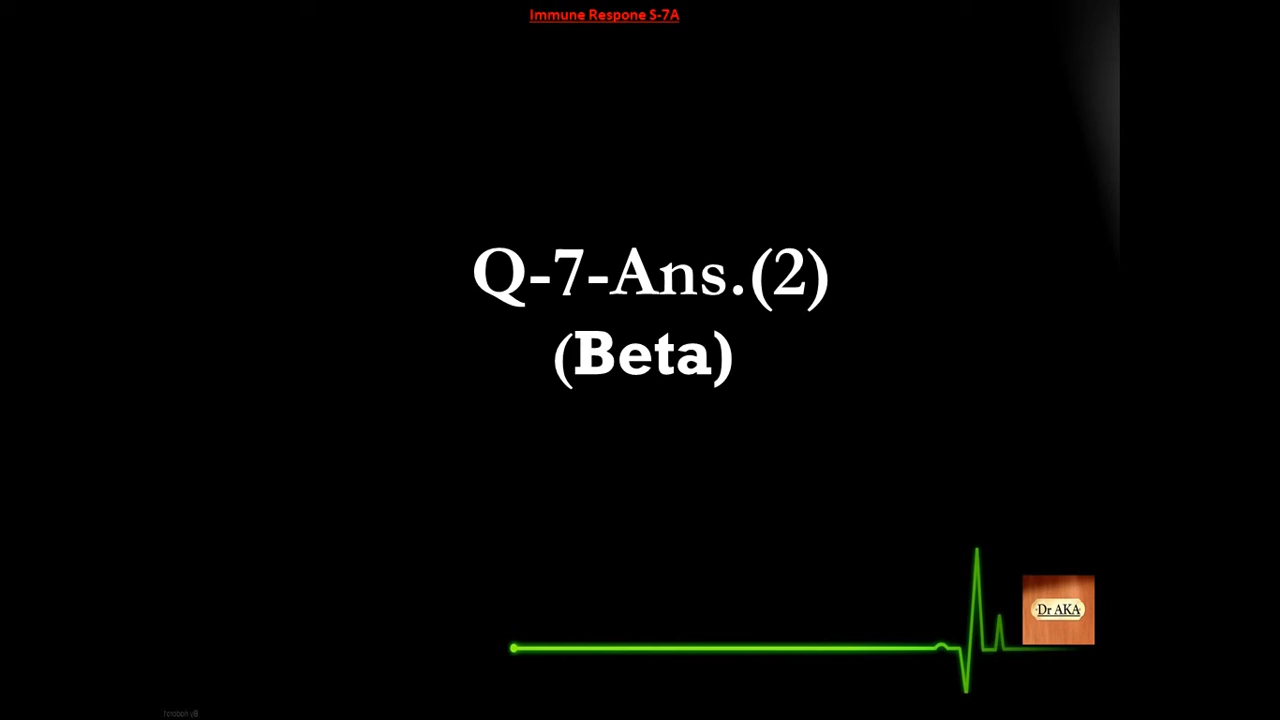 Immune Respone S-7A
Q-7-Ans.(2)
(Beta)
Dr AKA